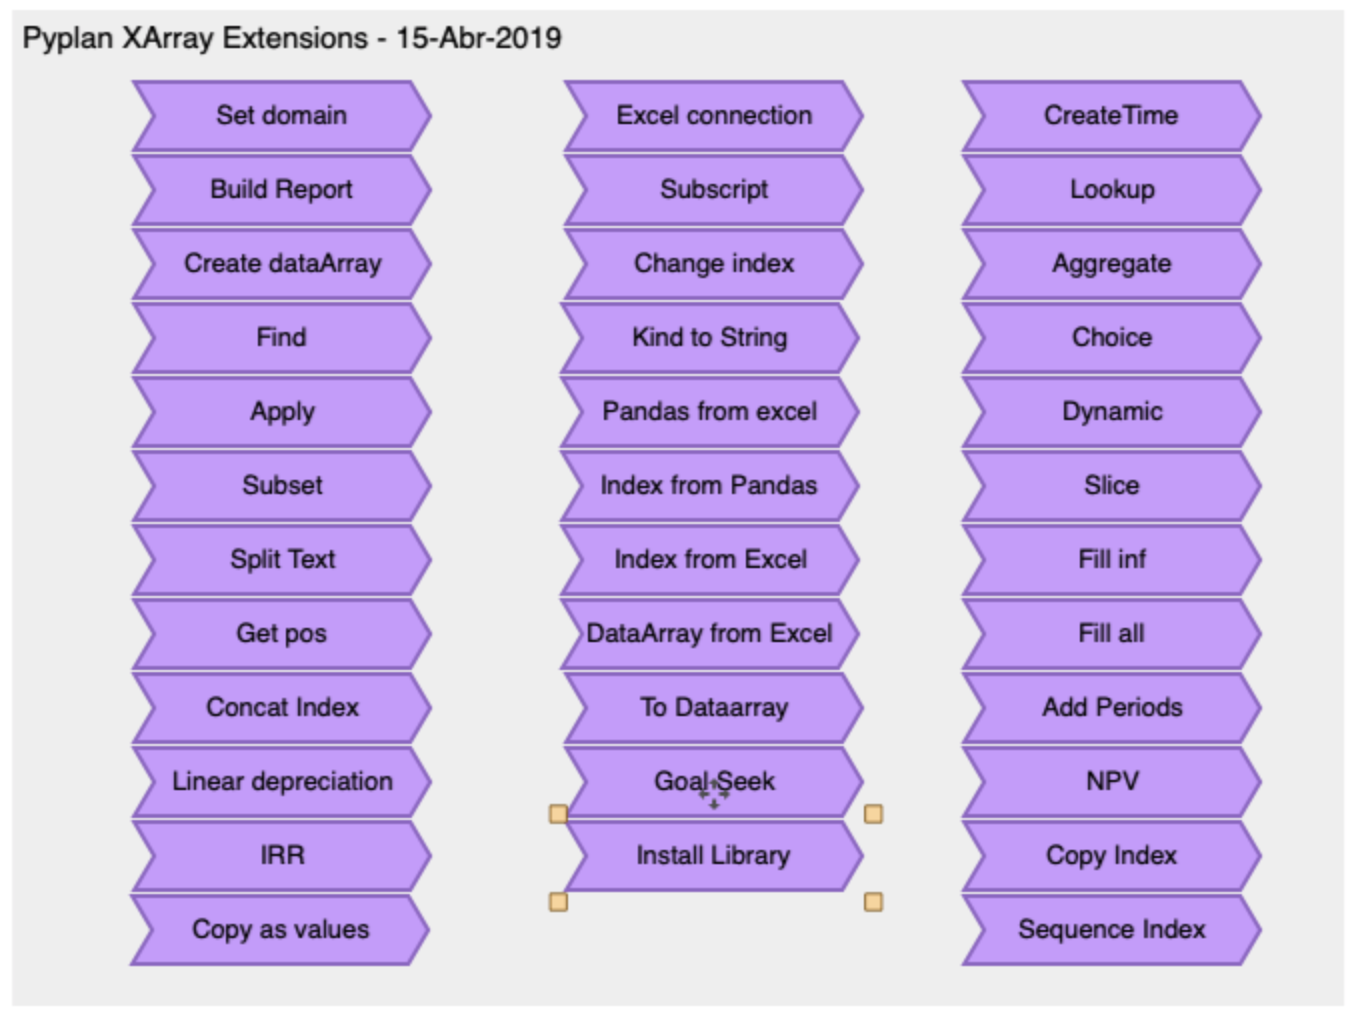 Pyplan XArray Extensions - 15-Abr-2019
Set domain
Build Report
Create dataArray
Find
Apply
Subset
Split Text
Get pos
Concat Index
Linear depreciation
IRR
Copy as values
Excel connection
Subscript
Change index
Kind to String
Pandas from excel
Index from Pandas
Index from Excel
DataArray from Excel
To Dataarray
Goal Seek
Install Library
CreateTime
Lookup
Aggregate
Choice
Dynamic
Slice
Fill inf
Fill all
Add Periods
NPV
Copy Index
Sequence Index